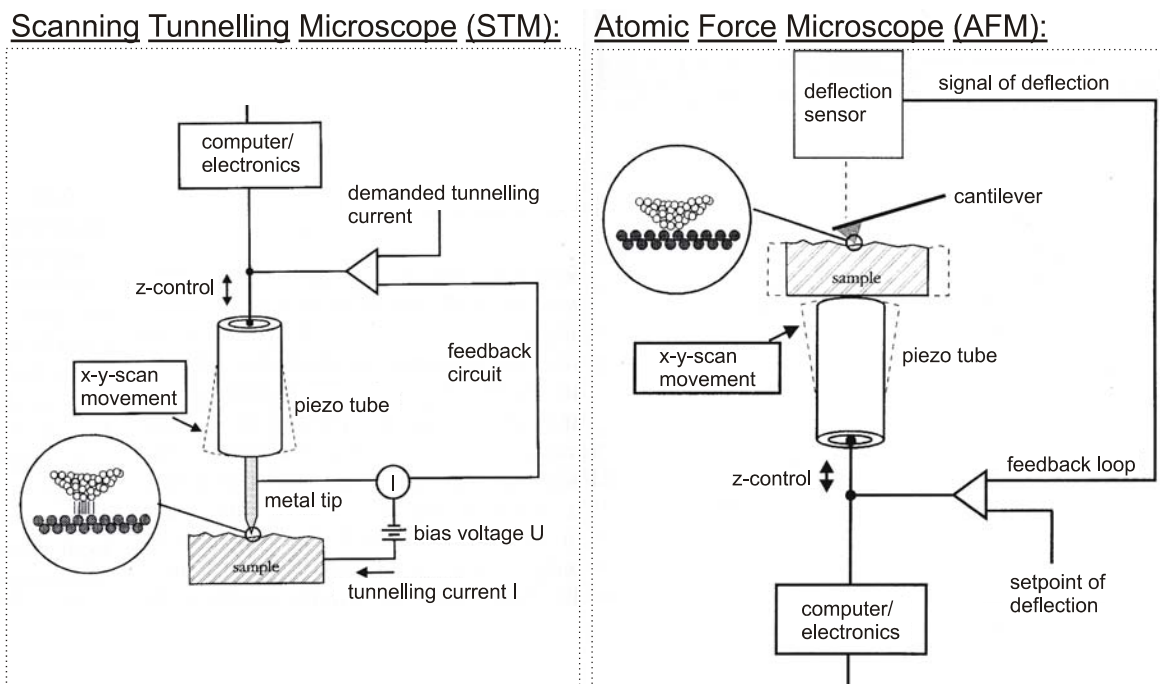 Scanning Tunnelling Microscope (STM):
computer/
electronics
demanded tunnelling
current
z-control
feedback
circuit
x-y-scan
movement
piezo tube
metal tip
I
bias voltage U
sample
tunnelling current I
Atomic Force Microscope (AFM):
deflection
sensor
signal of deflection
cantilever
sample
x-y-scan
movement
piezo tube
z-control
feedback loop
setpoint of
deflection
computer/
electronics